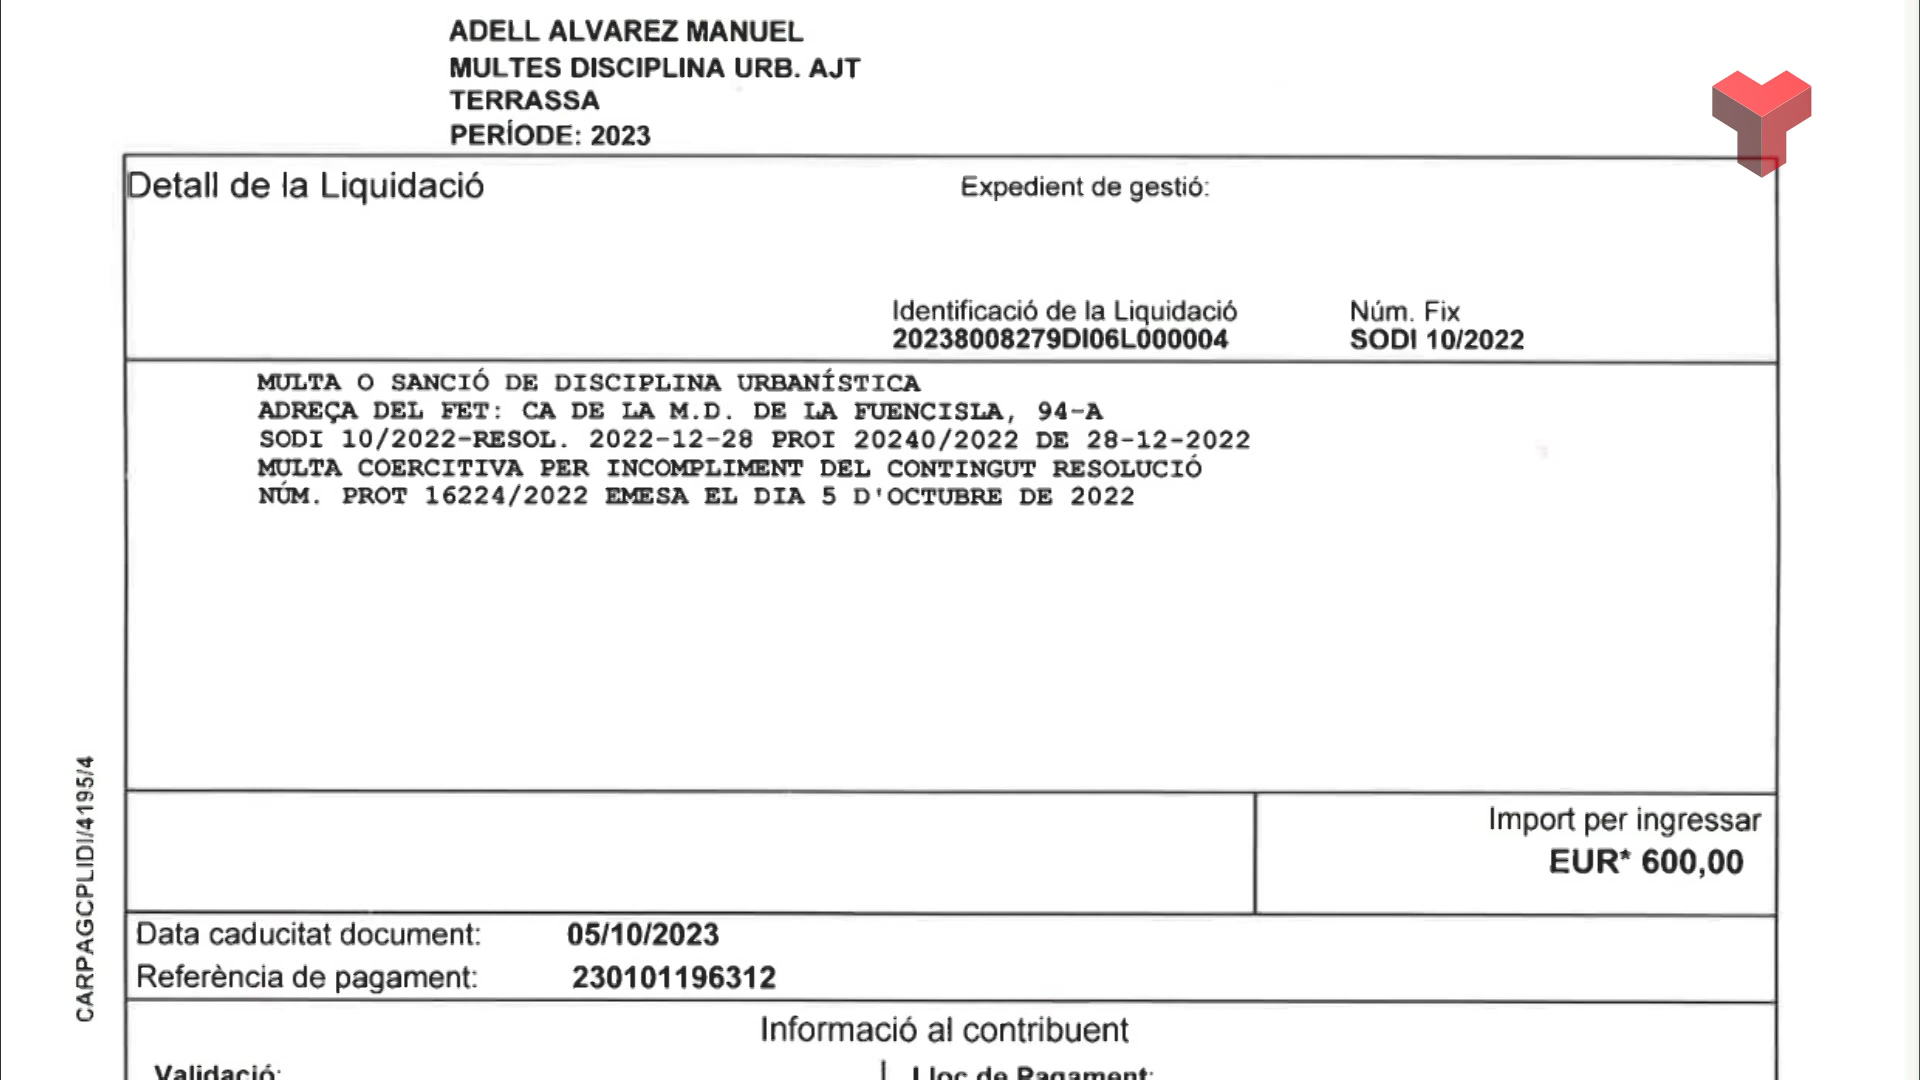 ADELL ALVAREZ MANUEL
MULTES DISCIPLINA URB. AJT
TERRASSA
PERÍODE: 2023
Detall de la Liquidació
Expedient de gestió:
Identificació de la Liquidació
20238008279DI06L000004
Núm. Fix
SODI 10/2022
MULTA O SANCIÓ DE DISCIPLINA URBANÍSTICA
ADREÇA DEL FET: CA DE LA M.D. DE LA FUENCISLA, 94-A
SODI 10/2022-RESOL. 2022-12-28 PROI 20240/2022 DE 28-12-2022
MULTA COERCITIVA PER INCOMPLIMENT DEL CONTINGUT RESOLUCIÓ
NÚM. PROT 16224/2022 EMESA EL DIA 5 D'OCTUBRE DE 2022
Import per ingressar
EUR* 600,00
CARPAGCPLIDI/4195/4
Data caducitat document: 05/10/2023
Referència de pagament: 230101196312
Informació al contribuent
Validació:
Lloc de Pagament: